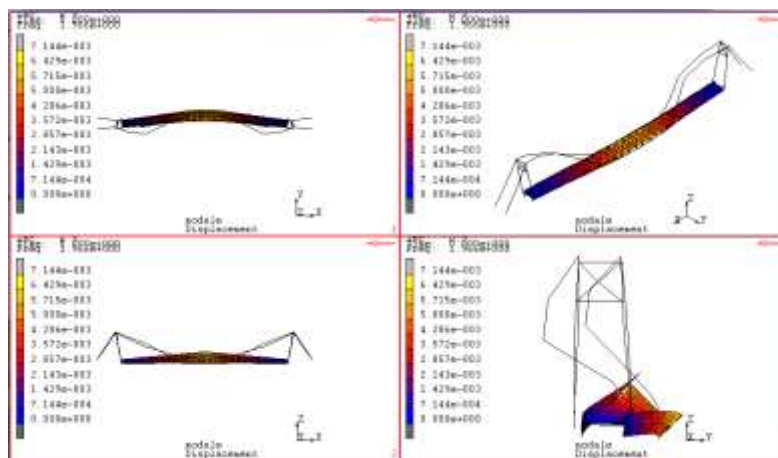 7.144e-003
6.429e-003
5.715e-003
5.000e-003
4.286e-003
3.572e-003
2.857e-003
2.143e-003
1.429e-003
7.144e-004
0.000e+000
Y
Z X
modale
Displacement
7.144e-003
6.429e-003
5.715e-003
5.000e-003
4.286e-003
3.572e-003
2.857e-003
2.143e-003
1.429e-003
7.144e-004
0.000e+000
Z
X Y
modale
Displacement
7.144e-003
6.429e-003
5.715e-003
5.000e-003
4.286e-003
3.572e-003
2.857e-003
2.143e-003
1.429e-003
7.144e-004
0.000e+000
Z
X
modale
Displacement
7.144e-003
6.429e-003
5.715e-003
5.000e-003
4.286e-003
3.572e-003
2.857e-003
2.143e-003
1.429e-003
7.144e-004
0.000e+000
Z
Y
modale
Displacement